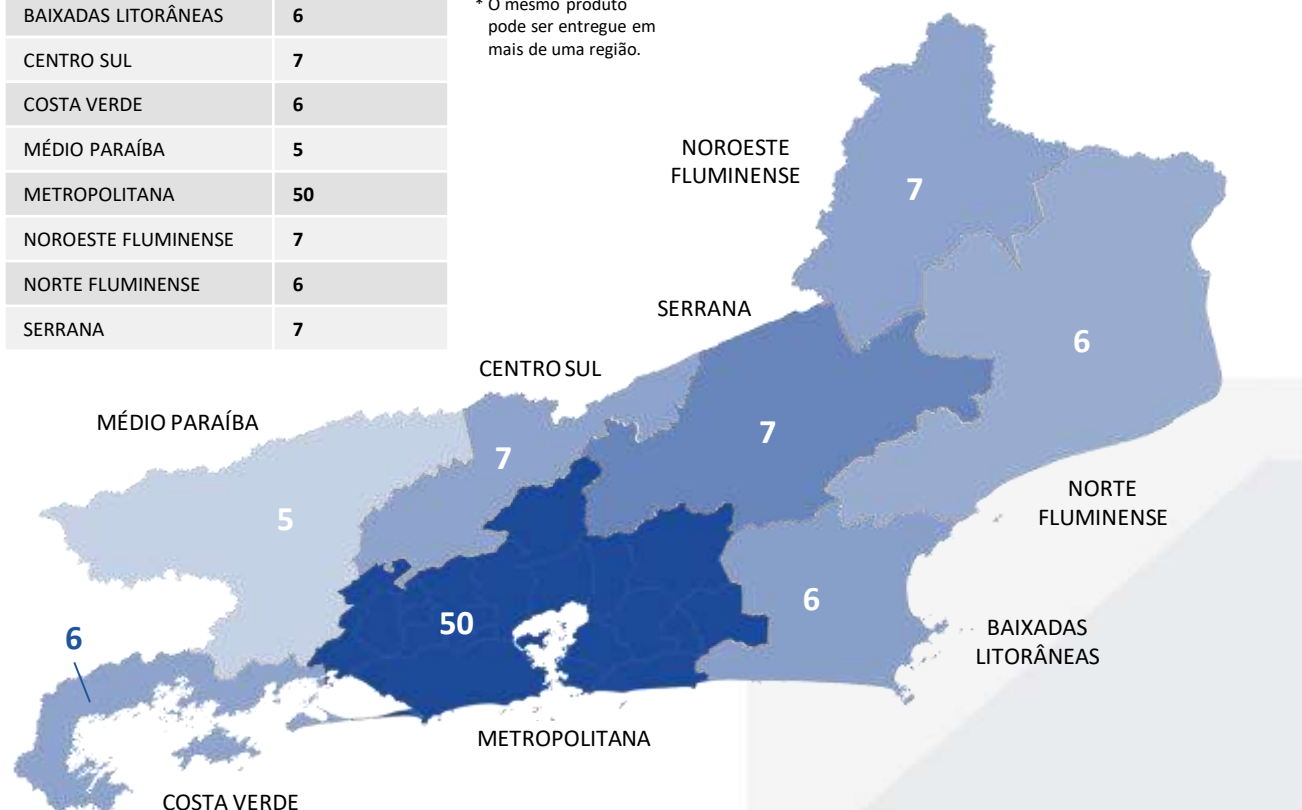 BAIXADAS LITORÂNEAS 6
CENTRO SUL 7
COSTA VERDE 6
MÉDIO PARAÍBA 5
METROPOLITANA 50
NOROESTE FLUMINENSE 7
NORTE FLUMINENSE 6
SERRANA 7
* O mesmo produto
pode ser entregue em
mais de uma região.
NOROESTE
FLUMINENSE
7
SERRANA
6
CENTRO SUL
MÉDIO PARAÍBA
7
7
5
NORTE
FLUMINENSE
6
50
6
BAIXADAS
LITORÂNEAS
METROPOLITANA
COSTA VERDE